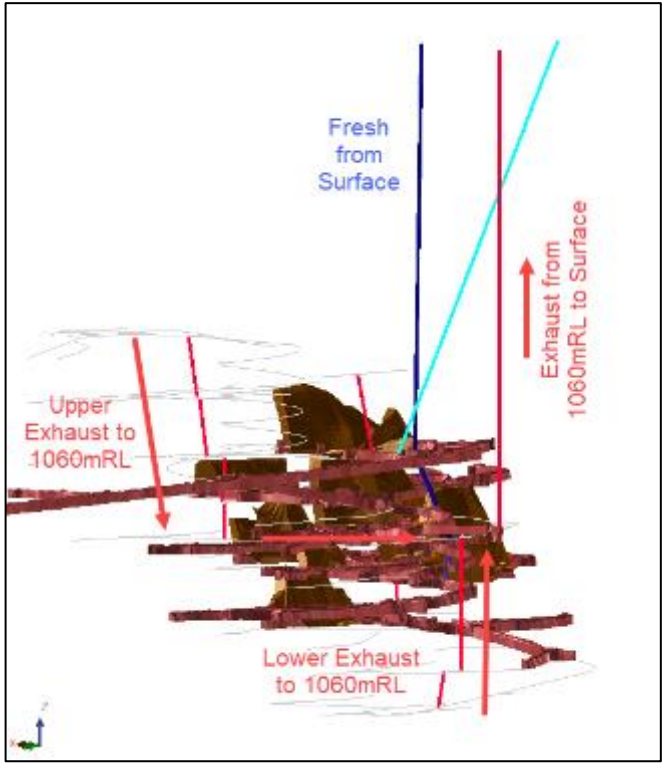 Fresh
from
Surface
Exhaust from
1060mRL to Surface
Upper
Exhaust to
1060mRL
Lower Exhaust
to 1060mRL
Z
X